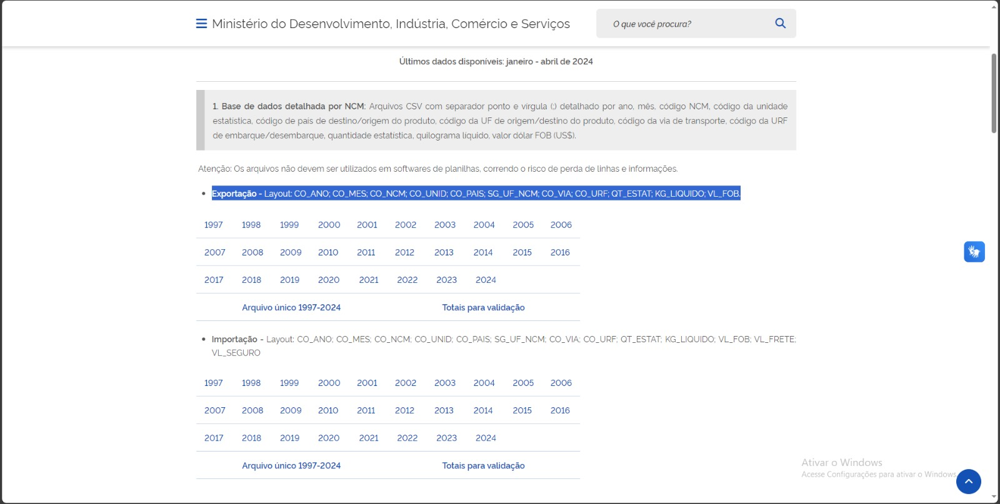 Ministério do Desenvolvimento, Indústria, Comércio e Serviços
O que você procura?
Últimos dados disponíveis: janeiro - abril de 2024
1. Base de dados detalhada por NCM: Arquivos CSV com separador ponto e vírgula (;) detalhado por ano, mês, código NCM, código da unidade
estatística, código de país de destino/origem do produto, código da UF de origem/destino do produto, código da via de transporte, código da URF
de embarque/desembarque, quantidade estatística, quilograma líquido, valor dólar FOB (US$).
Atenção: Os arquivos não devem ser utilizados em softwares de planilhas, correndo o risco de perda de linhas e informações.
• Exportação - Layout: CO_ANO; CO_MES; CO_NCM; CO_UNID; CO_PAIS; SG_UF_NCM; CO_VIA; CO_URF; QT_ESTAT; KG_LIQUIDO; VL_FOB.
1997 1998 1999 2000 2001 2002 2003 2004 2005 2006
2007 2008 2009 2010 2011 2012 2013 2014 2015 2016
2017 2018 2019 2020 2021 2022 2023 2024
Arquivo único 1997-2024 Totais para validação
• Importação - Layout: CO_ANO; CO_MES; CO_NCM; CO_UNID; CO_PAIS; SG_UF_NCM; CO_VIA; CO_URF; QT_ESTAT; KG_LIQUIDO; VL_FOB; VL_FRETE;
VL_SEGURO
1997 1998 1999 2000 2001 2002 2003 2004 2005 2006
2007 2008 2009 2010 2011 2012 2013 2014 2015 2016
2017 2018 2019 2020 2021 2022 2023 2024
Arquivo único 1997-2024 Totais para validação
Ativar o Windows
Acesse Configurações para ativar o Windows.